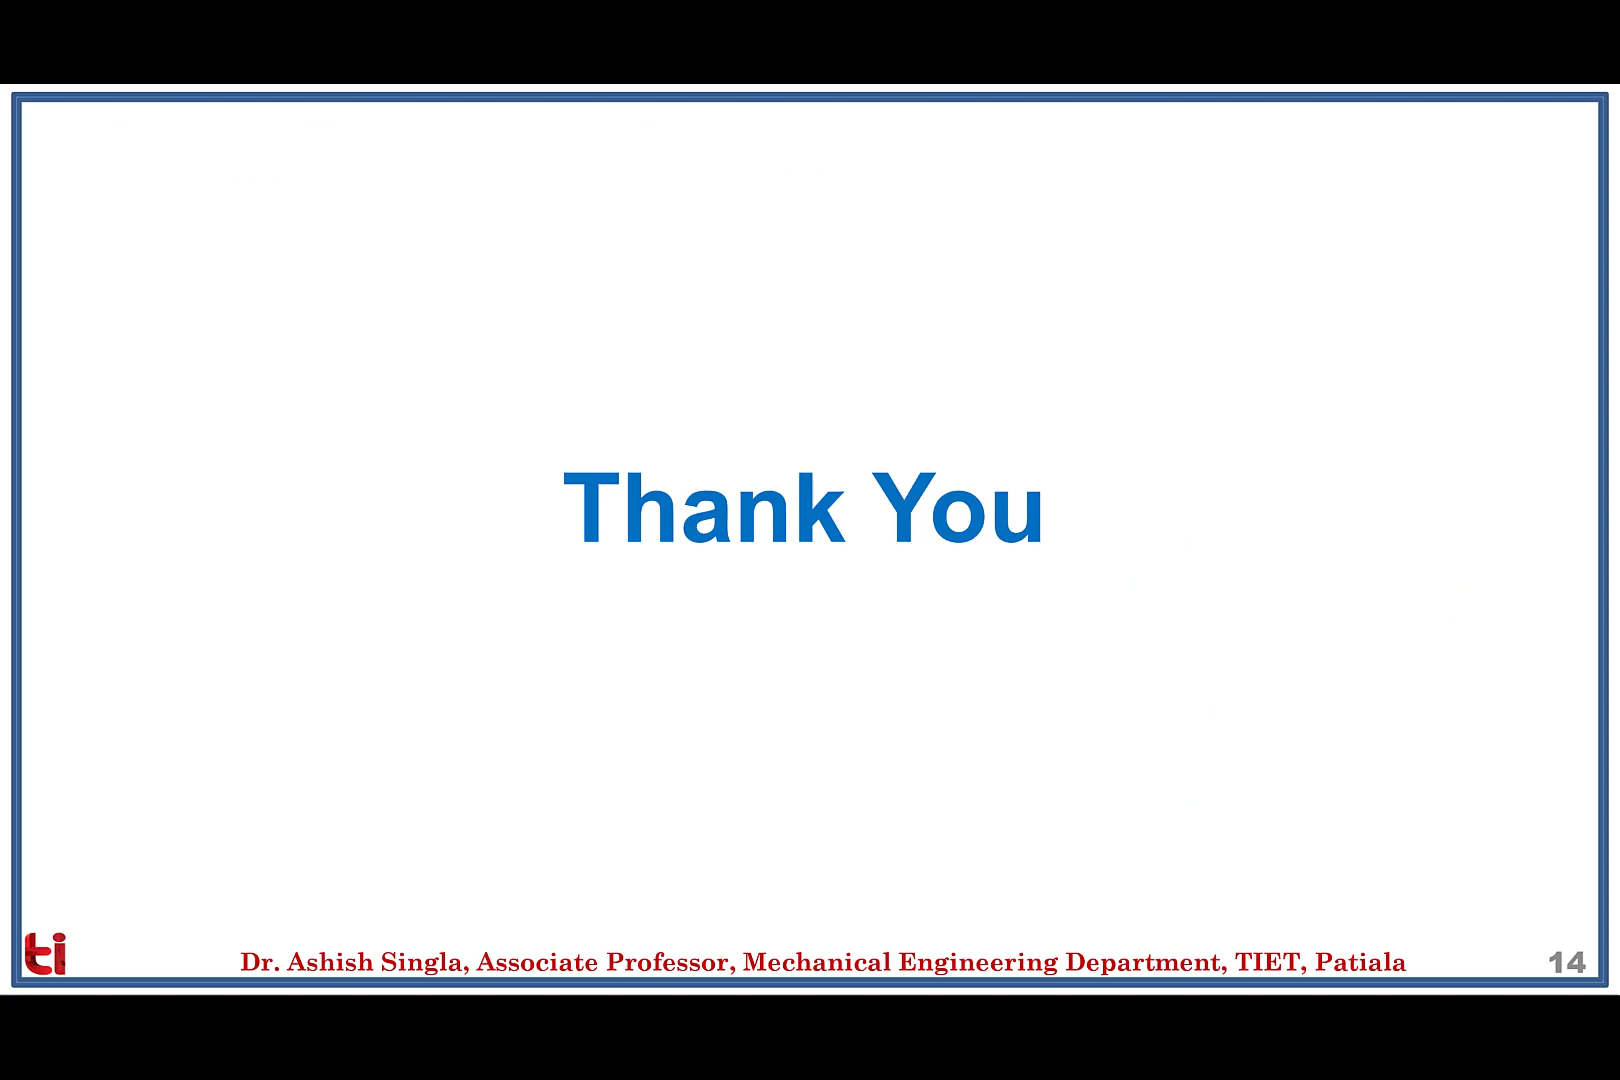 Thank You
ti
Dr. Ashish Singla, Associate Professor, Mechanical Engineering Department, TIET, Patiala
14